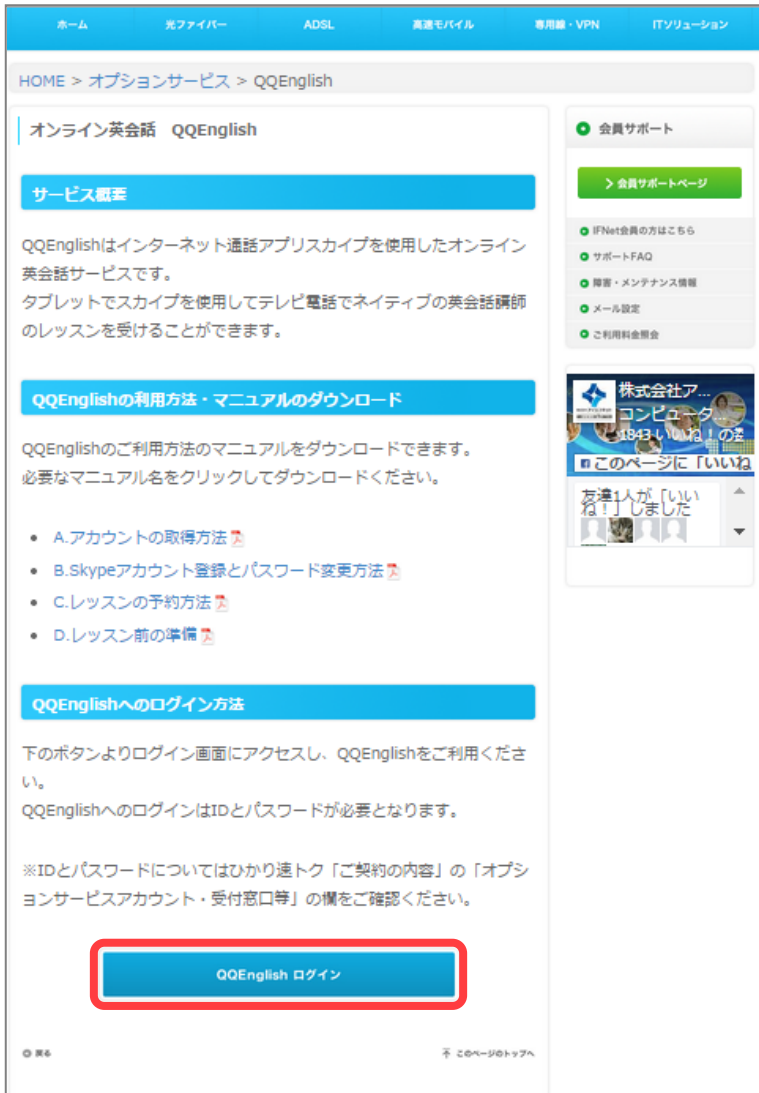 ホーム 光ファイバー ADSL 高速モバイル 専用線・VPN ITソリューション
HOME > オプションサービス > QQEnglish
オンライン英会話 QQEnglish
サービス概要
QQEnglishはインターネット通話アプリスカイプを使用したオンライン
英会話サービスです。
タブレットでスカイプを使用してテレビ電話でネイティブの英会話講師
のレッスンを受けることができます。
QQEnglishの利用方法・マニュアルのダウンロード
QQEnglishのご利用方法のマニュアルをダウンロードできます。
必要なマニュアル名をクリックしてダウンロードください。
• A.アカウントの取得方法
• B.Skypeアカウント登録とパスワード変更方法
• C.レッスンの予約方法
• D.レッスン前の準備
QQEnglishへのログイン方法
下のボタンよりログイン画面にアクセスし、QQEnglishをご利用くださ
い。
QQEnglishへのログインはIDとパスワードが必要となります。
※IDとパスワードについてはひかり速トク「ご契約の内容」の「オプシ
ョンサービスアカウント・受付窓口等」の欄をご確認ください。
QQEnglish ログイン
戻る
このページのトップへ
会員サポート
会員サポートページ
IFNet会員の方はこちら
サポートFAQ
障害・メンテナンス情報
メール設定
ご利用料金照会
株式会社ア...
コンピュータ...
1843 いいね！の数
このページに「いいね
友達1人が「いい
ね！」しました